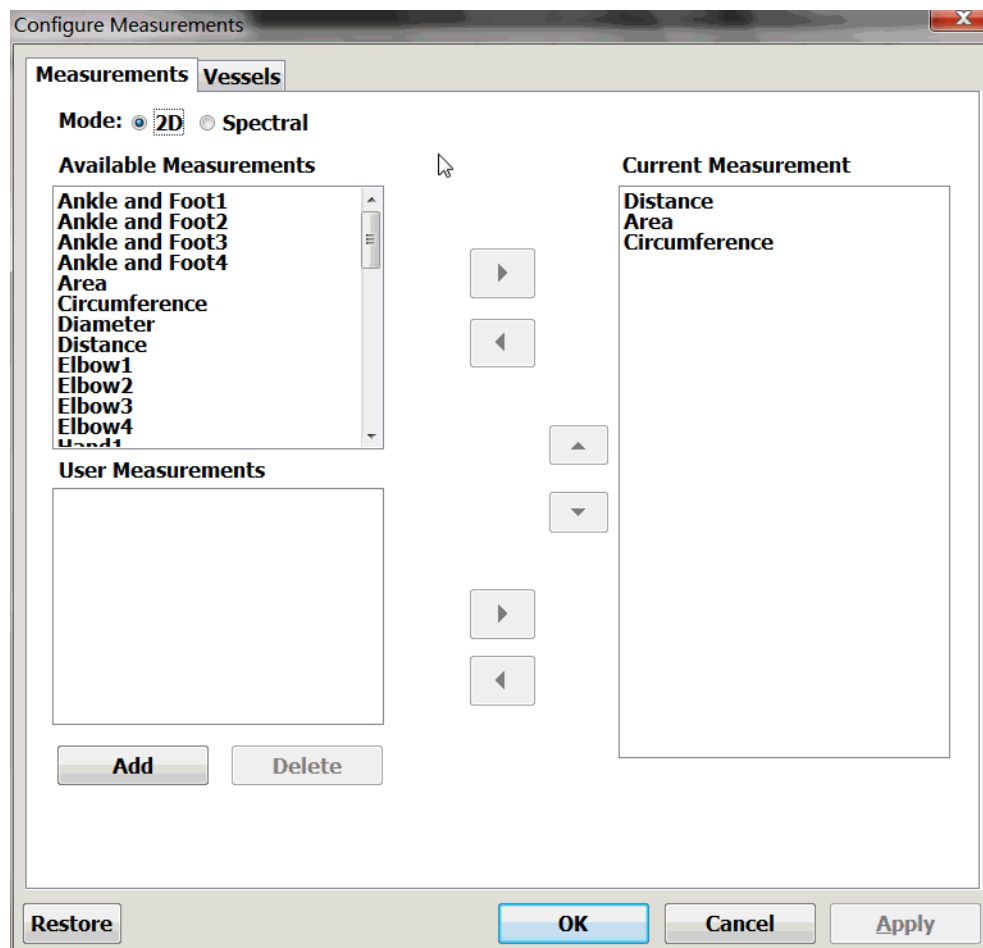 Configure Measurements
Measurements
Vessels
Mode: 2D Spectral
Available Measurements
Ankle and Foot1
Ankle and Foot2
Ankle and Foot3
Ankle and Foot4
Area
Circumference
Diameter
Distance
Elbow1
Elbow2
Elbow3
Elbow4
Hand1
User Measurements
Add
Delete
Current Measurement
Distance
Area
Circumference
Restore
OK
Cancel
Apply